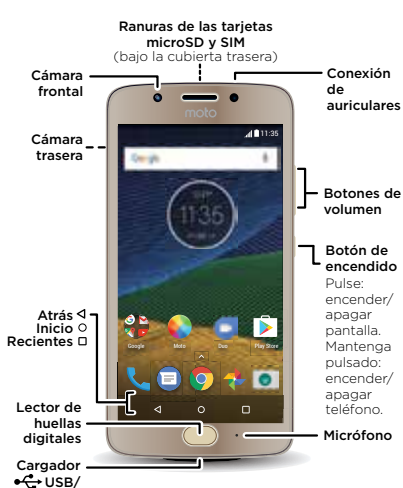 Ranuras de las tarjetas
microSD y SIM
(bajo la cubierta trasera)
Cámara
frontal
Conexión
de
auriculares
moto
11:35
Cámara
trasera
Google
11:35
Botones de
volumen
Botón de
encendido
Pulse:
encender/
apagar
pantalla.
Mantenga
pulsado:
encender/
apagar
teléfono.
Atrás
Inicio
Recientes
Google
Moto
Duo
Play Store
Lector de
huellas
digitales
Micrófono
Cargador
USB/